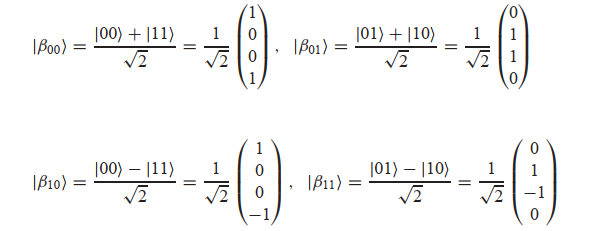 |β₀₀⟩ = (|00⟩ + |11⟩)/√2 = 1/√2 (1 0 0 1), |β₀₁⟩ = (|01⟩ + |10⟩)/√2 = 1/√2 (0 1 1 0)
|β₁₀⟩ = (|00⟩ − |11⟩)/√2 = 1/√2 (1 0 0 −1), |β₁₁⟩ = (|01⟩ − |10⟩)/√2 = 1/√2 (0 1 −1 0)